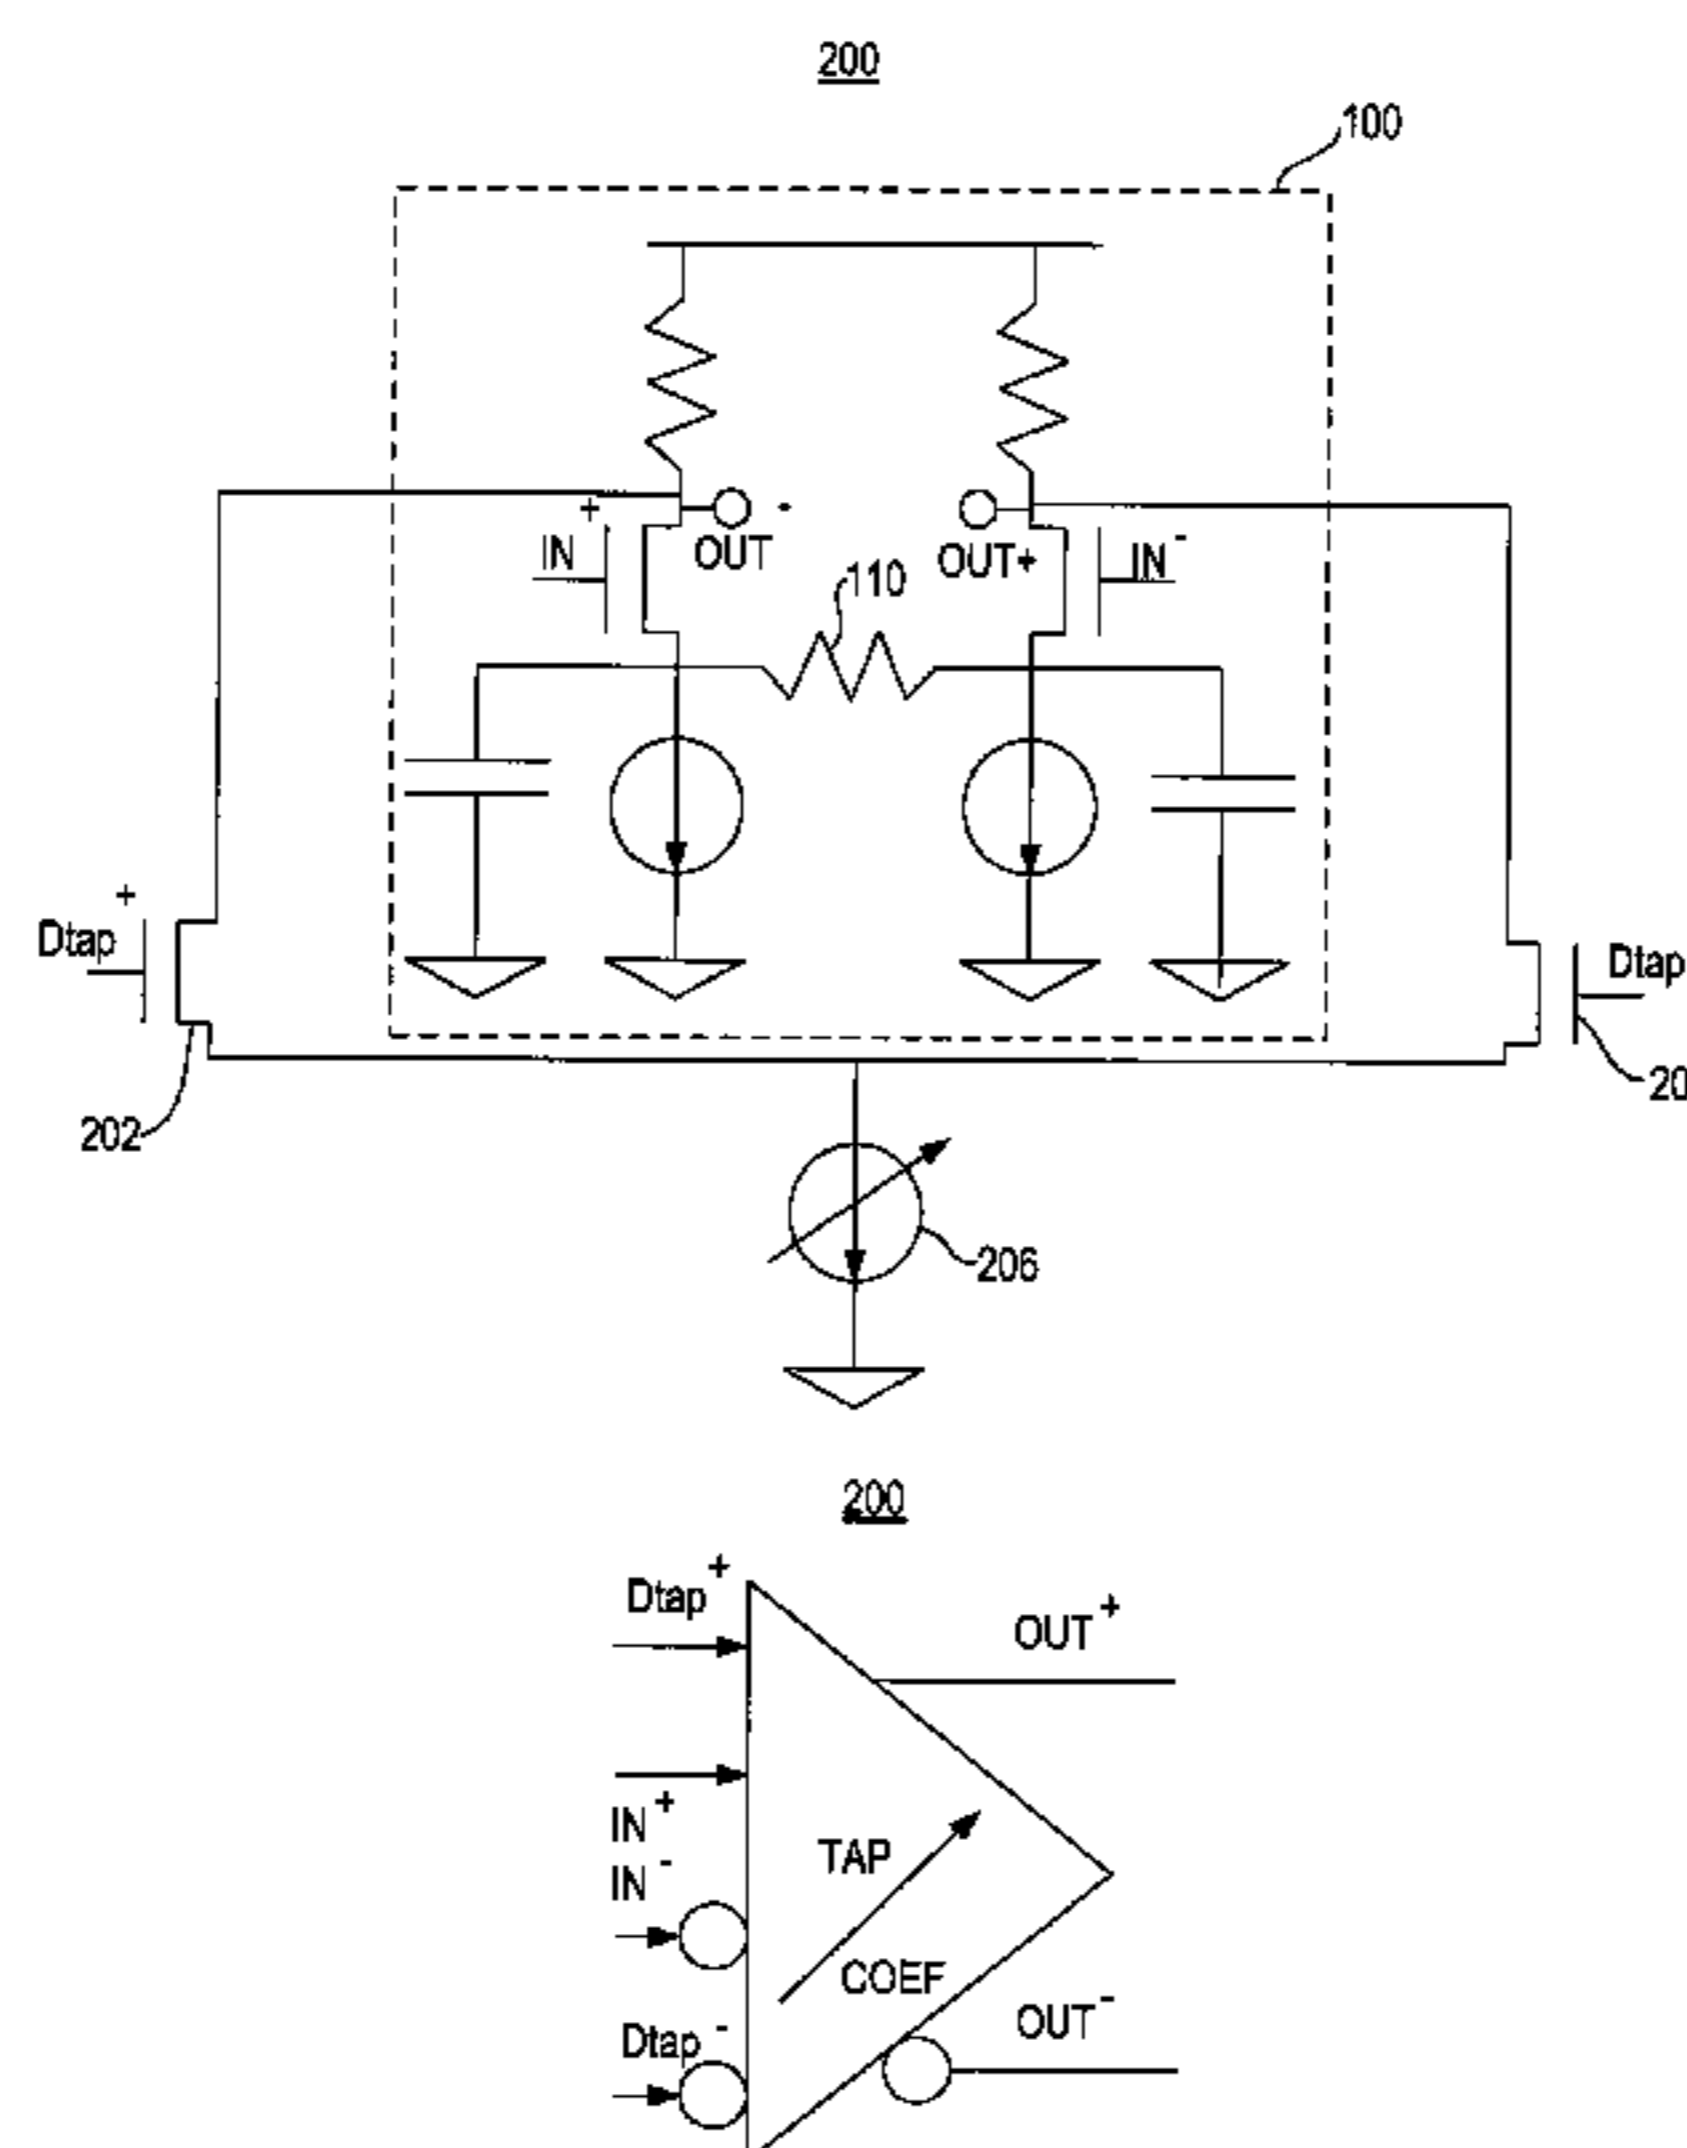 200
100
+
-
IN
OUT
OUT+
IN-
110
+
Dtap
Dtap
202
20
206
200
Dtap+
OUT+
IN+
IN-
TAP
COEF
Dtap-
OUT-